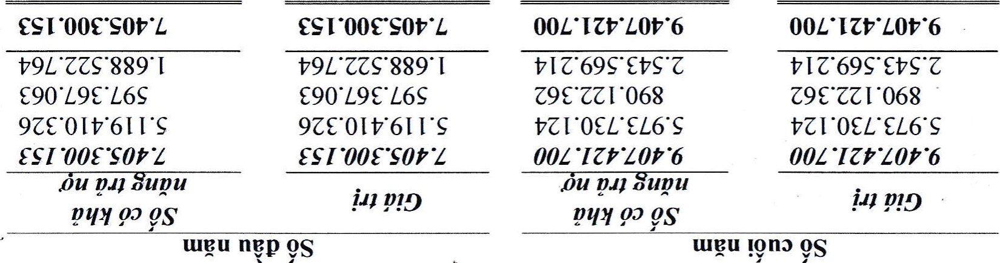 Số cuối năm Số đầu năm
Số có khả Số có khả
Giá trị năng trả nợ Giá trị năng trả nợ
9.407.421.700 9.407.421.700 7.405.300.153 7.405.300.153
5.973.730.124 5.973.730.124 5.119.410.326 5.119.410.326
890.122.362 890.122.362 597.367.063 597.367.063
2.543.569.214 2.543.569.214 1.688.522.764 1.688.522.764
9.407.421.700 9.407.421.700 7.405.300.153 7.405.300.153